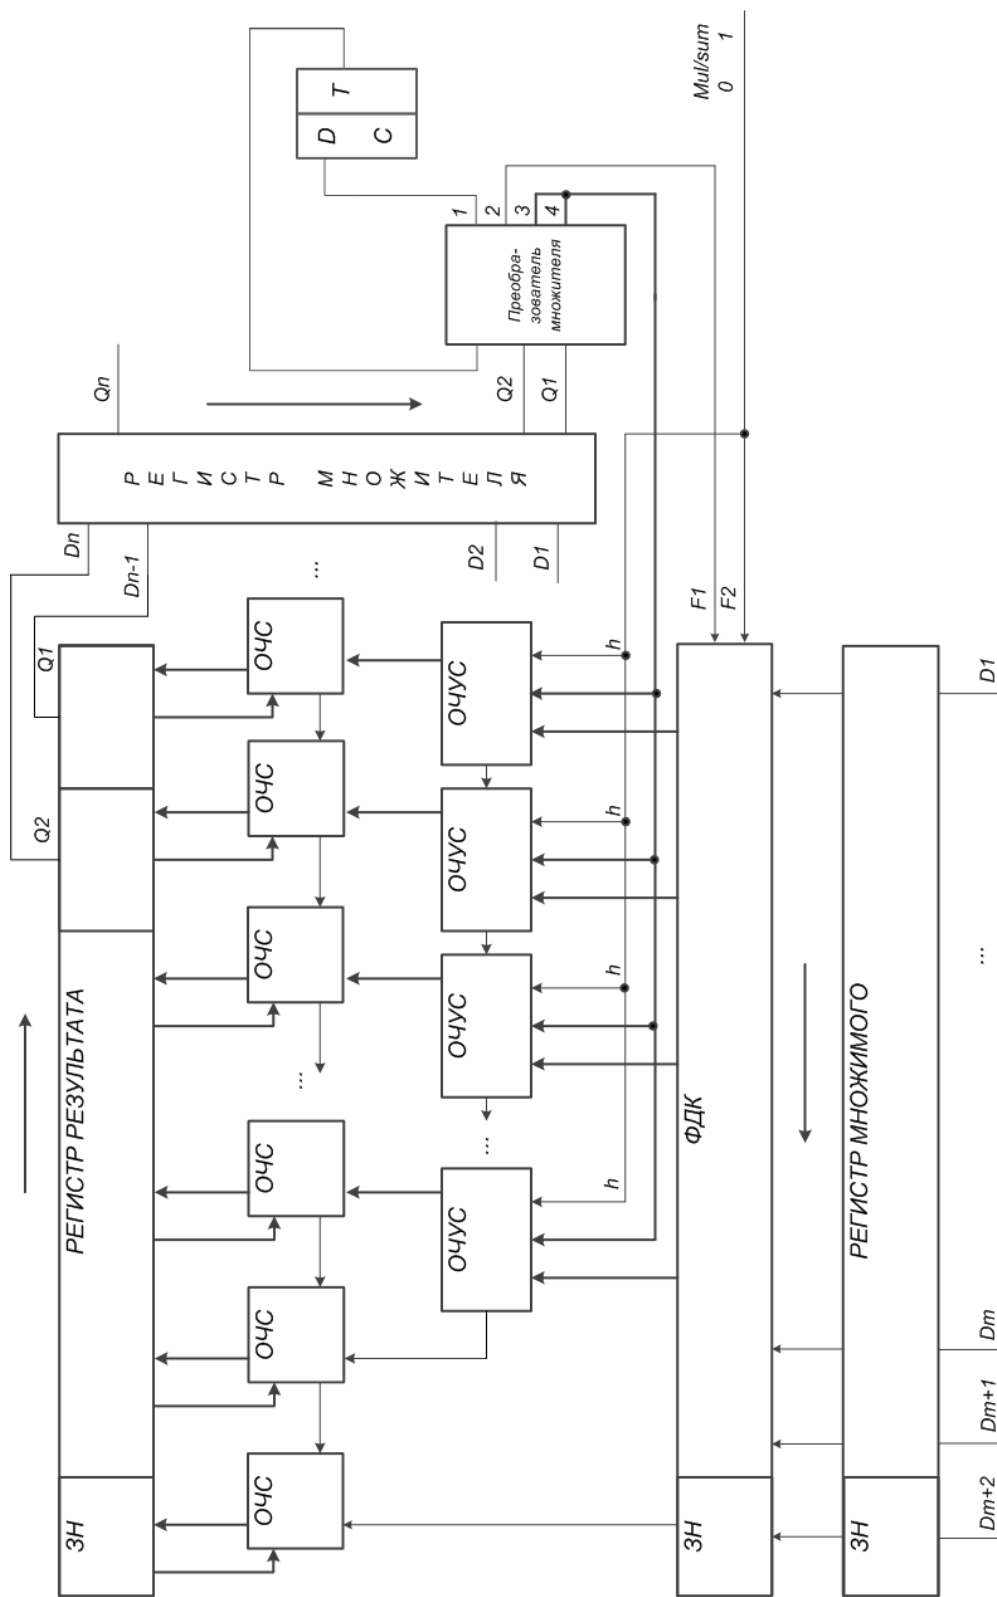 ЗН
РЕГИСТР РЕЗУЛЬТАТА
Q2
Q1
Dn
Dn-1
D2
D1
РЕГИСТР МНОЖИТЕЛЯ
Qn
Q2
Q1
ОЧС
ОЧС
ОЧС
...
ОЧС
ОЧС
ОЧС
...
D T
C
Преобра-
зователь
множителя
1
2
3
4
ОЧУС
...
ОЧУС
ОЧУС
ОЧУС
h
h
h
h
F1
F2
Mul/sum
0 1
ЗН
ФДК
ЗН
РЕГИСТР МНОЖИМОГО
Dm+2
Dm+1
Dm
...
D1